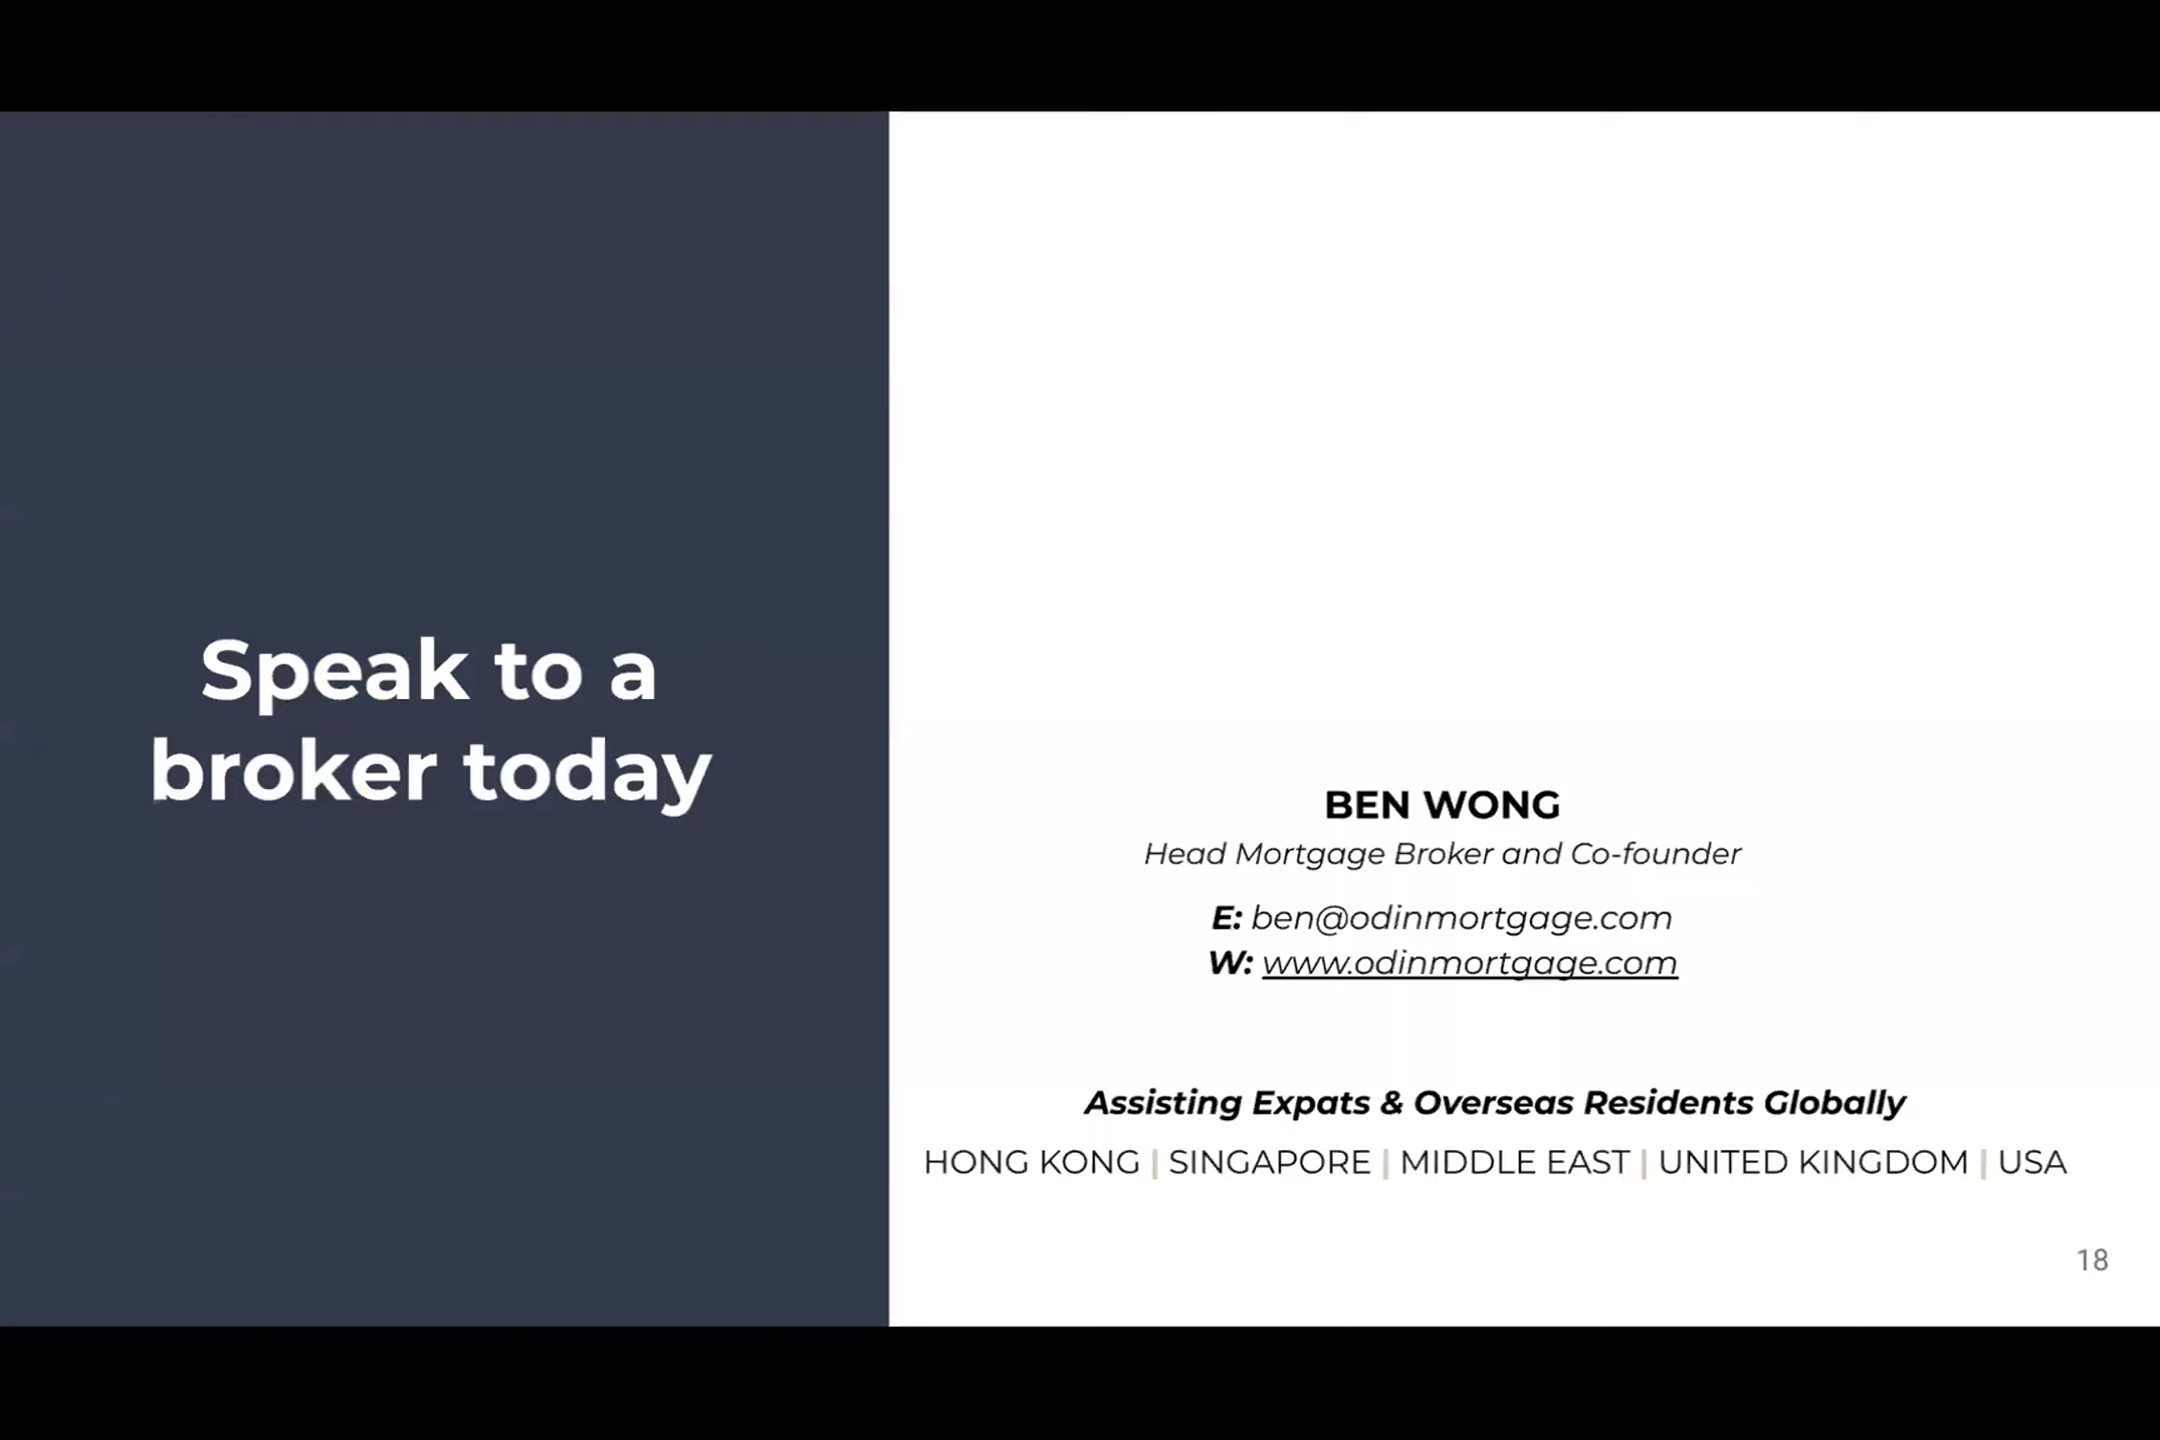 Speak to a
broker today
BEN WONG
Head Mortgage Broker and Co-founder
E: ben@odinmortgage.com
W: www.odinmortgage.com
Assisting Expats & Overseas Residents Globally
HONG KONG | SINGAPORE | MIDDLE EAST | UNITED KINGDOM | USA
18